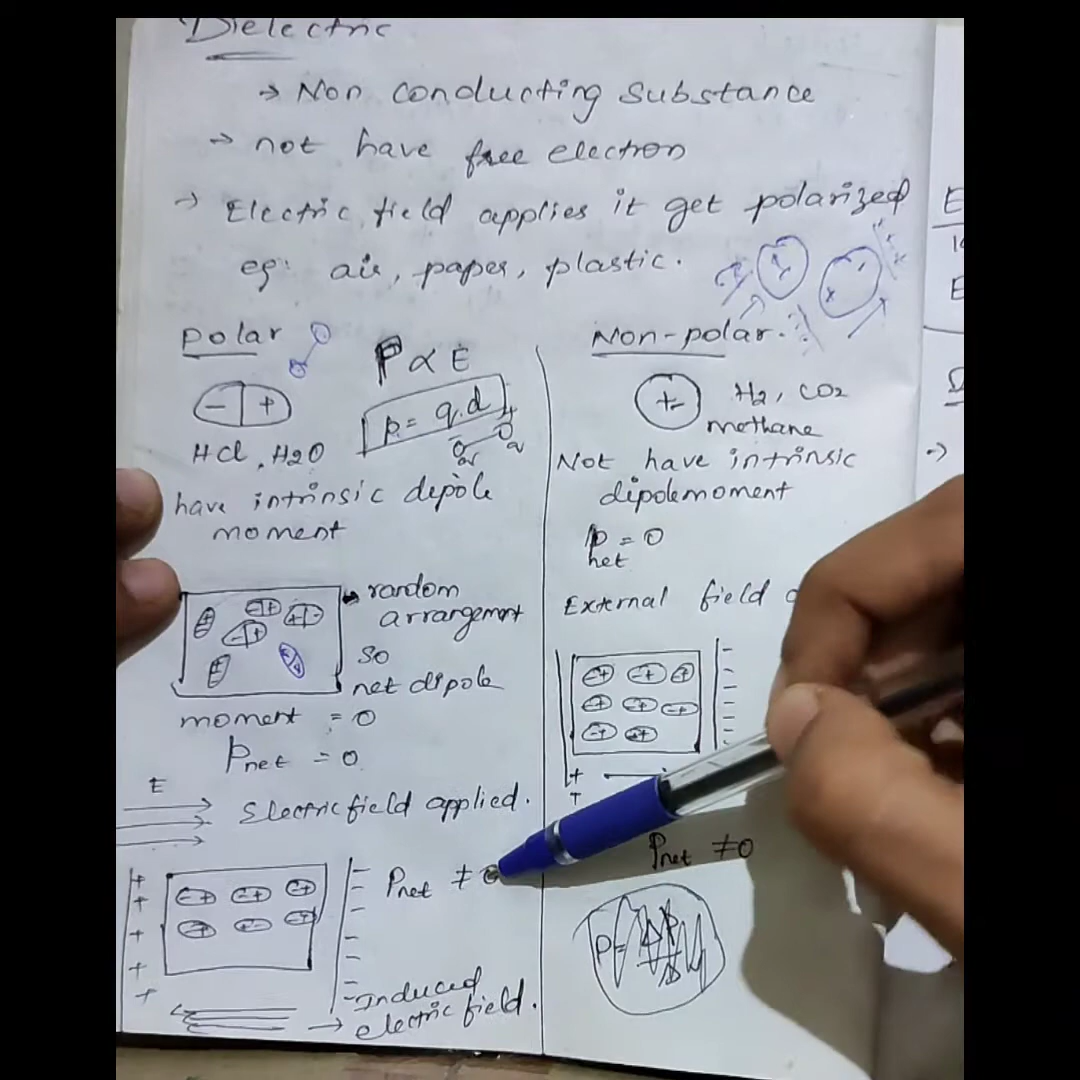 Dielectric
→ Non conducting substance
→ not have free electron
→ Electric field applies it get polarized
eg: air, paper, plastic.
Polar
P ∝ E
p = q.d
- +
HCl, H2O
have intrinsic depole
moment
random
arrangement
so
net dipole
moment = 0
Pnet = 0
E
Electric field applied.
Pnet ≠ 0
Induced
→ electric field.
Non-polar.
+-
H2, CO2
methane
Not have intrinsic
dipolemoment
p = 0
net
External field
Pnet ≠ 0